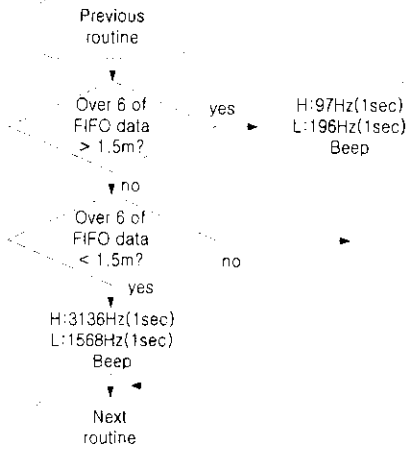 Previous
routine
Over 6 of
FIFO data
> 1.5m?
yes
H:97Hz(1sec)
L:196Hz(1sec)
Beep
no
Over 6 of
FIFO data
< 1.5m?
no
yes
H:3136Hz(1sec)
L:1568Hz(1sec)
Beep
Next
routine